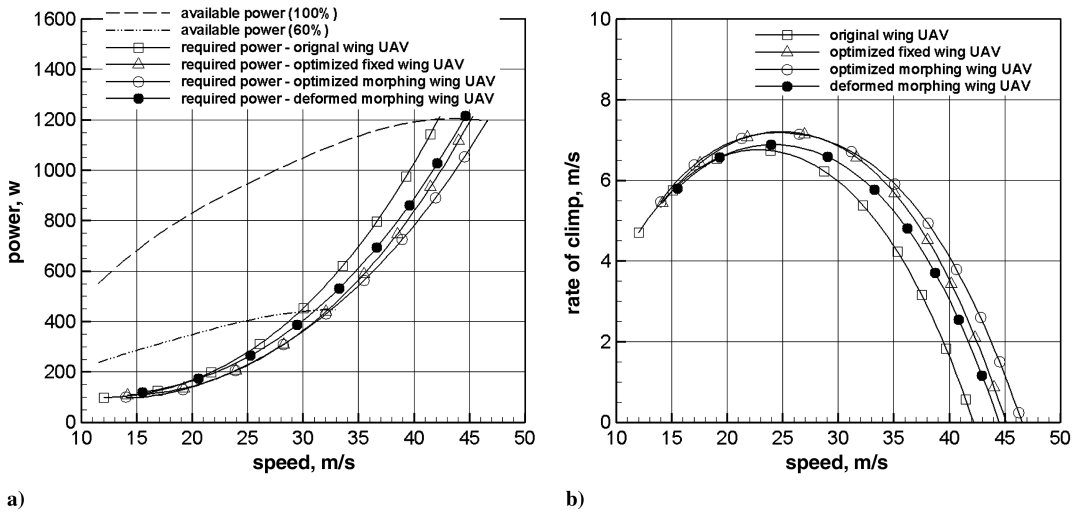 available power (100%)
available power (60%)
required power - orignal wing UAV
required power - optimized fixed wing UAV
required power - optimized morphing wing UAV
required power - deformed morphing wing UAV
1600
1400
1200
1000
800
600
400
200
0
power, w
10 15 20 25 30 35 40 45 50
speed, m/s
a)
original wing UAV
optimized fixed wing UAV
optimized morphing wing UAV
deformed morphing wing UAV
10
8
6
4
2
0
rate of climp, m/s
10 15 20 25 30 35 40 45 50
speed, m/s
b)